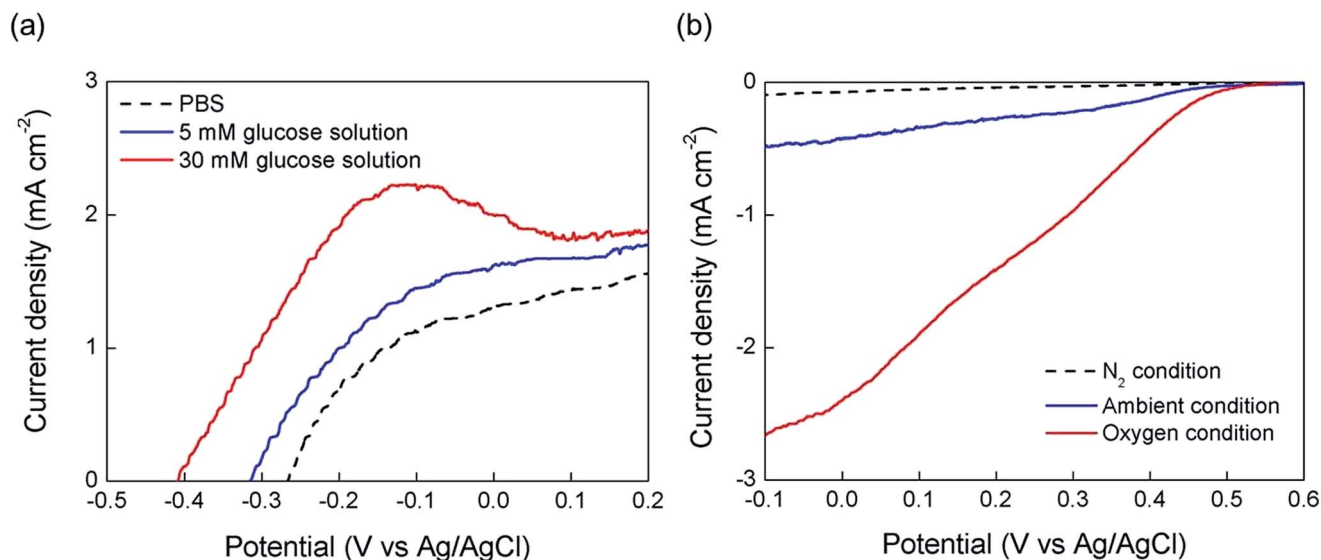 (a)
(b)
3
2
1
0
PBS
5 mM glucose solution
30 mM glucose solution
Current density (mA cm-2)
-0.5 -0.4 -0.3 -0.2 -0.1 0.0 0.1 0.2
Potential (V vs Ag/AgCl)
0
-1
-2
-3
N2 condition
Ambient condition
Oxygen condition
Current density (mA cm-2)
-0.1 0.0 0.1 0.2 0.3 0.4 0.5 0.6
Potential (V vs Ag/AgCl)